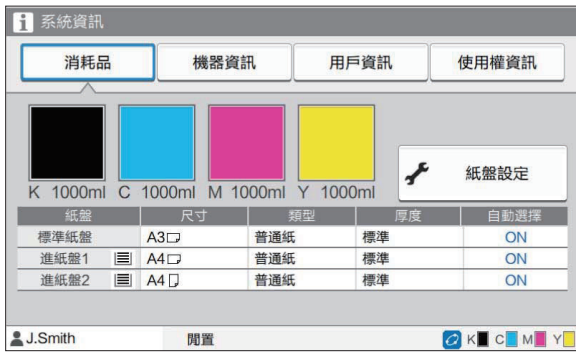 系統資訊
消耗品 機器資訊 用戶資訊 使用權資訊
K 1000ml C 1000ml M 1000ml Y 1000ml
紙盤設定
紙盤 尺寸 類型 厚度 自動選擇
標準紙盤 A3 普通紙 標準 ON
進紙盤1 A4 普通紙 標準 ON
進紙盤2 A4 普通紙 標準 ON
J.Smith 閒置 K C M Y